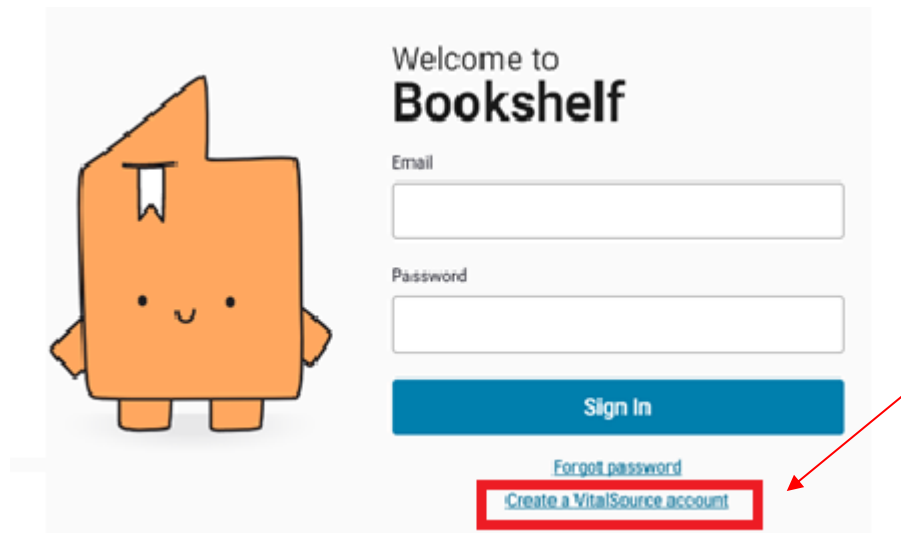 Welcome to
Bookshelf
Email
Password
Sign In
Forgot password
Create a VitalSource account